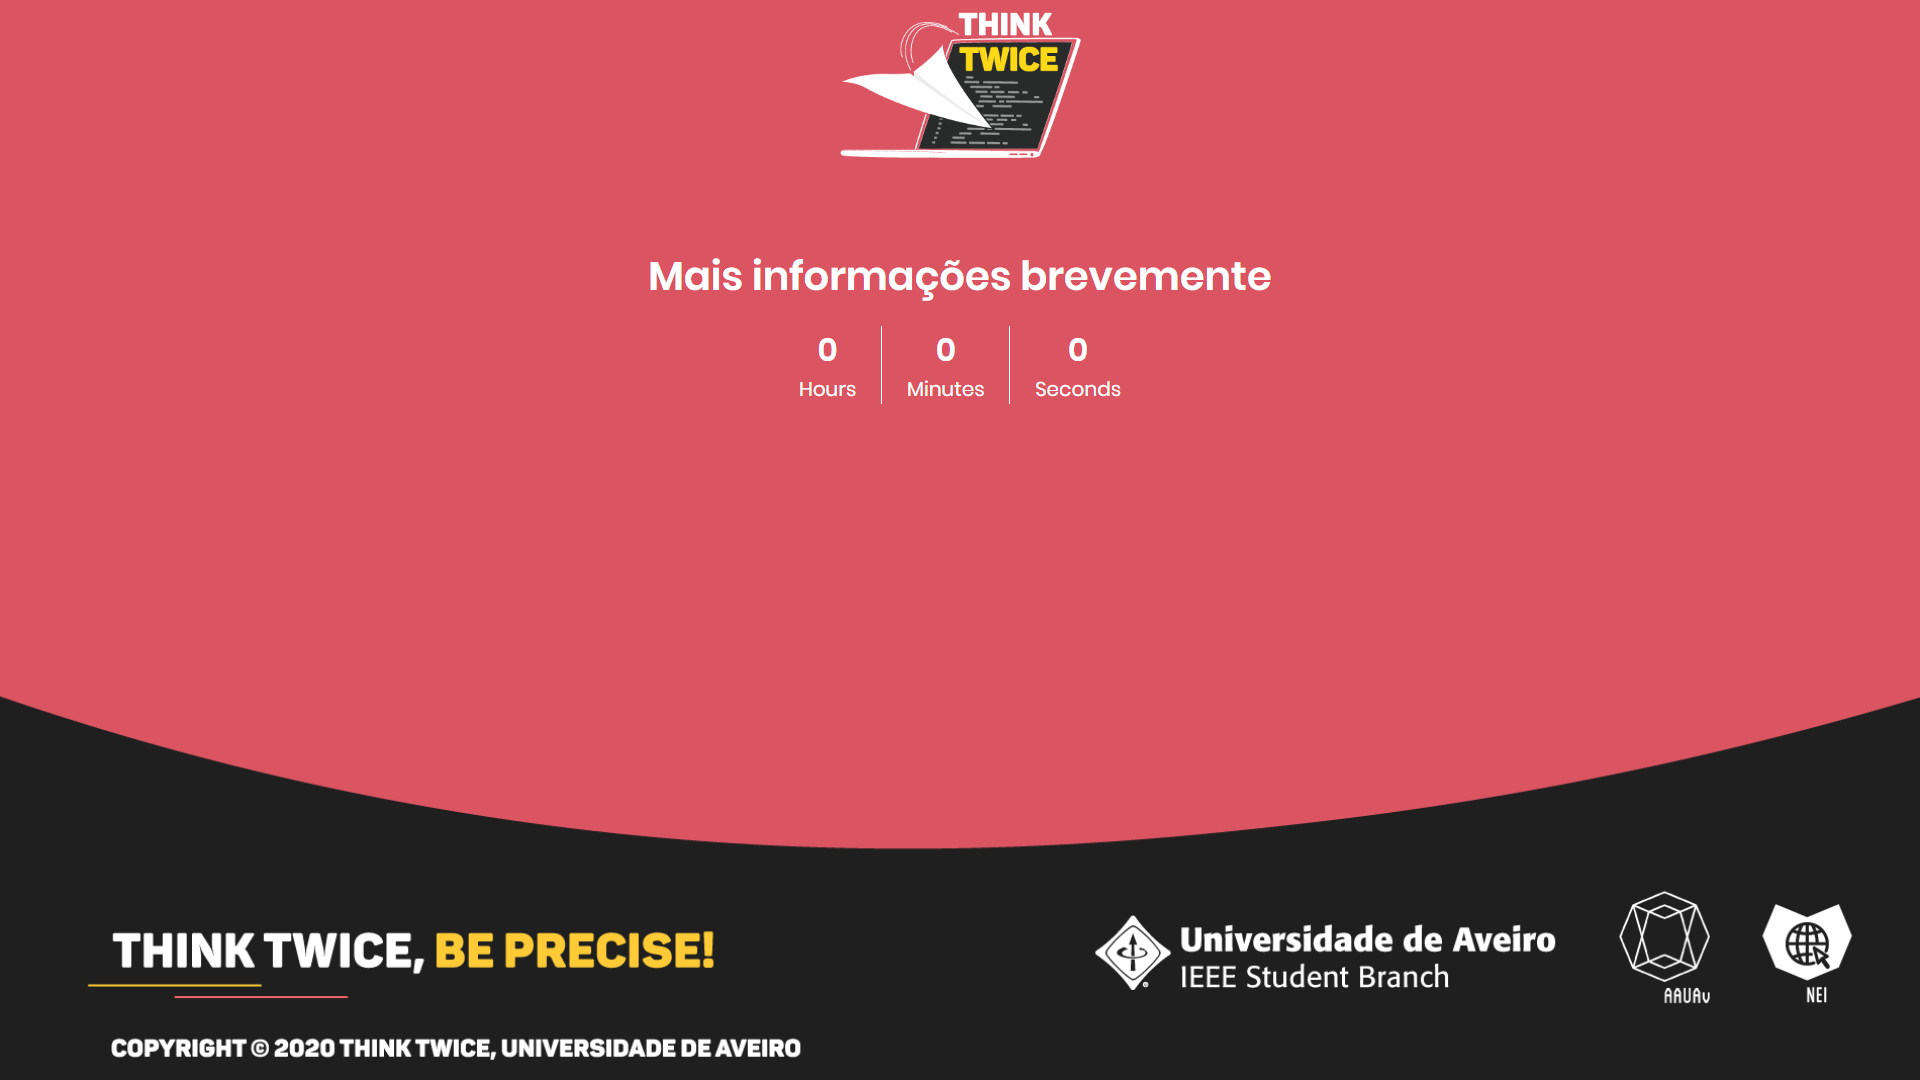 THINK
TWICE
Mais informações brevemente
0 0 0
Hours Minutes Seconds
THINK TWICE, BE PRECISE!
Universidade de Aveiro
IEEE Student Branch
AAUAv
NEI
COPYRIGHT © 2020 THINK TWICE, UNIVERSIDADE DE AVEIRO